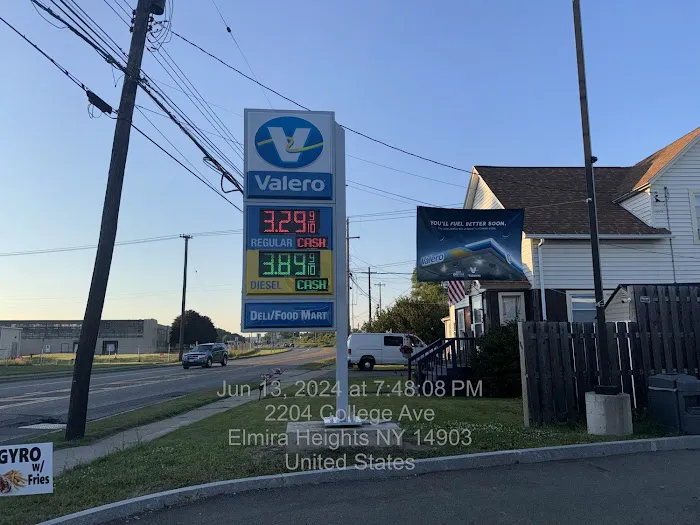 Valero
3.29 9/10
REGULAR CASH
3.89 9/10
DIESEL CASH
DELI/FOOD MART
YOU'LL FUEL BETTER SOON.
Valero
Valero
GYRO
W/
Fries
Jun 13, 2024 at 7:48:08 PM
2204 College Ave
Elmira Heights NY 14903
United States